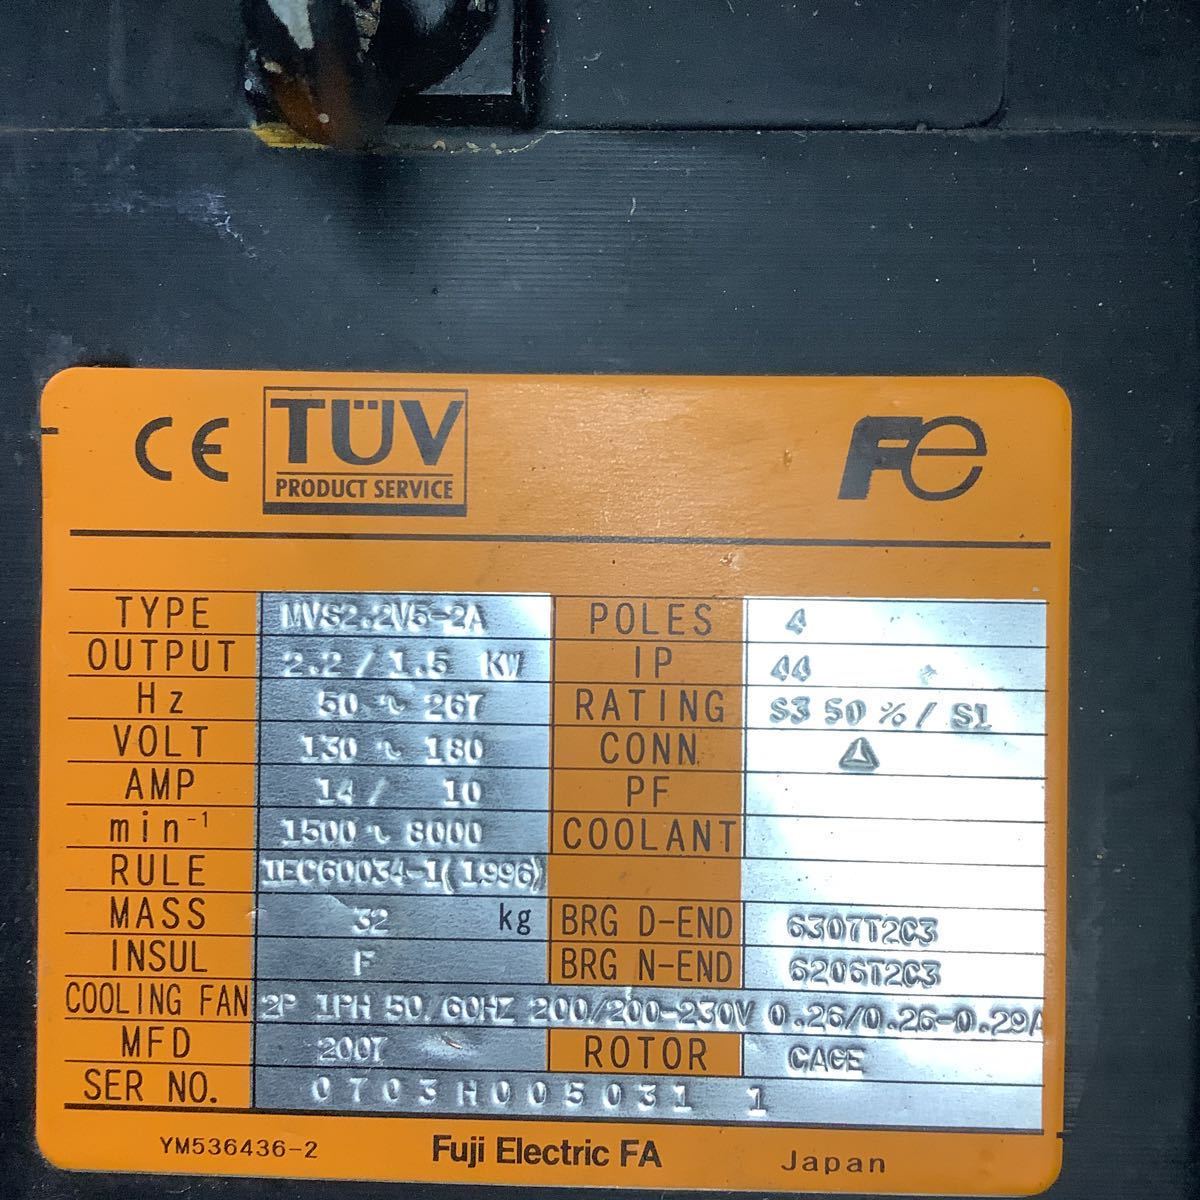 CE TÜV Fe
PRODUCT SERVICE
TYPE MVS2.2V5-2A POLES 4
OUTPUT 2.2 / 1.5 KW IP 44
Hz 50 ~ 267 RATING S3 50 % / S1
VOLT 130 ~ 180 CONN. △
AMP 14 / 10 PF
min⁻¹ 1500 ~ 8000 COOLANT
RULE IEC60034-1(1996)
MASS 32 kg BRG D-END 6307T2C3
INSUL F BRG N-END 6206T2C3
COOLING FAN 2P 1PH 50/60HZ 200/200-230V 0.26/0.26-0.29A
MFD 2007 ROTOR CAGE
SER NO. 0703H005031 1
YM536436-2 Fuji Electric FA Japan